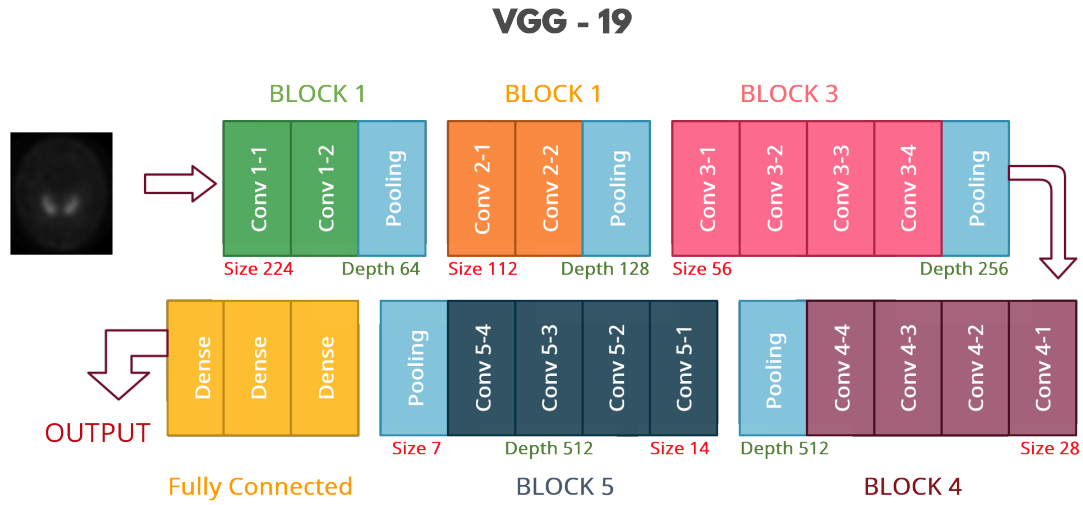 VGG - 19
BLOCK 1
BLOCK 1
BLOCK 3
Conv 1-1
Conv 1-2
Pooling
Conv 2-1
Conv 2-2
Pooling
Conv 3-1
Conv 3-2
Conv 3-3
Conv 3-4
Pooling
Size 224
Depth 64
Size 112
Depth 128
Size 56
Depth 256
Dense
Dense
Dense
Pooling
Conv 5-4
Conv 5-3
Conv 5-2
Conv 5-1
Pooling
Conv 4-4
Conv 4-3
Conv 4-2
Conv 4-1
OUTPUT
Size 7
Depth 512
Size 14
Depth 512
Size 28
Fully Connected
BLOCK 5
BLOCK 4